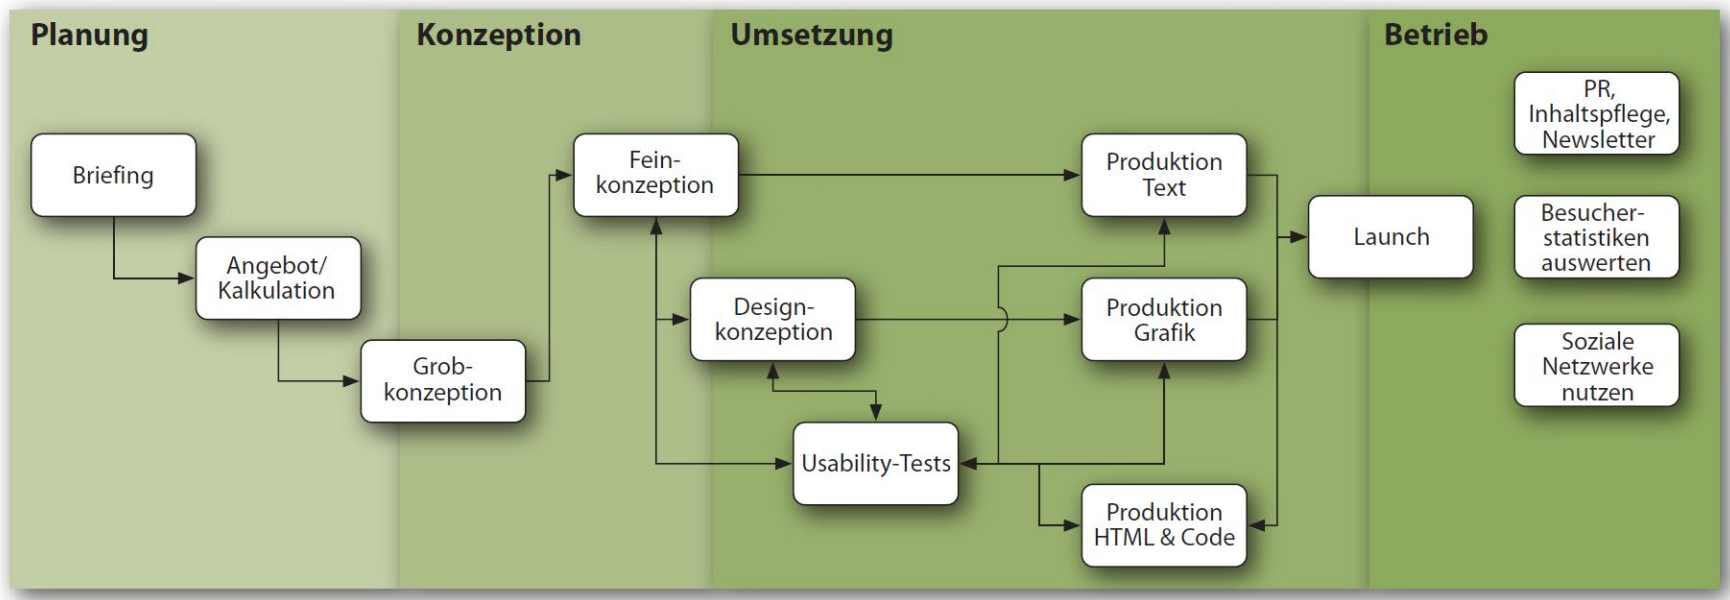 Planung
Konzeption
Umsetzung
Betrieb
Briefing
Angebot/
Kalkulation
Grob-
konzeption
Fein-
konzeption
Design-
konzeption
Usability-Tests
Produktion
Text
Produktion
Grafik
Produktion
HTML & Code
Launch
PR,
Inhaltspflege,
Newsletter
Besucher-
statistiken
auswerten
Soziale
Netzwerke
nutzen